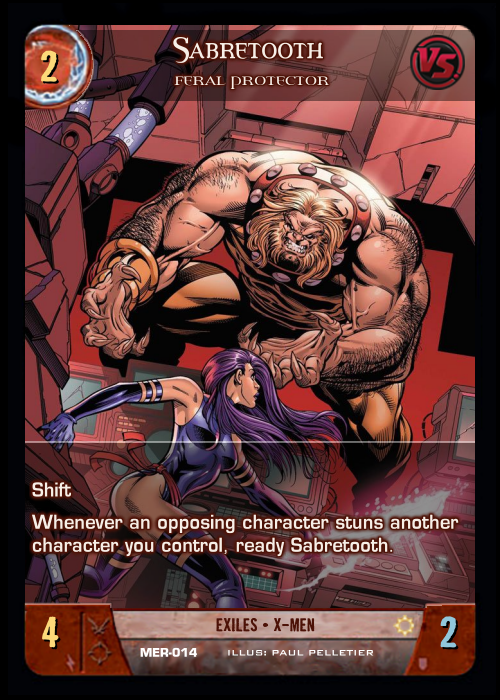 2
SABRETOOTH
FERAL PROTECTOR
VS
Shift
Whenever an opposing character stuns another
character you control, ready Sabretooth.
4
EXILES • X-MEN
2
MER-014 ILLUS: PAUL PELLETIER